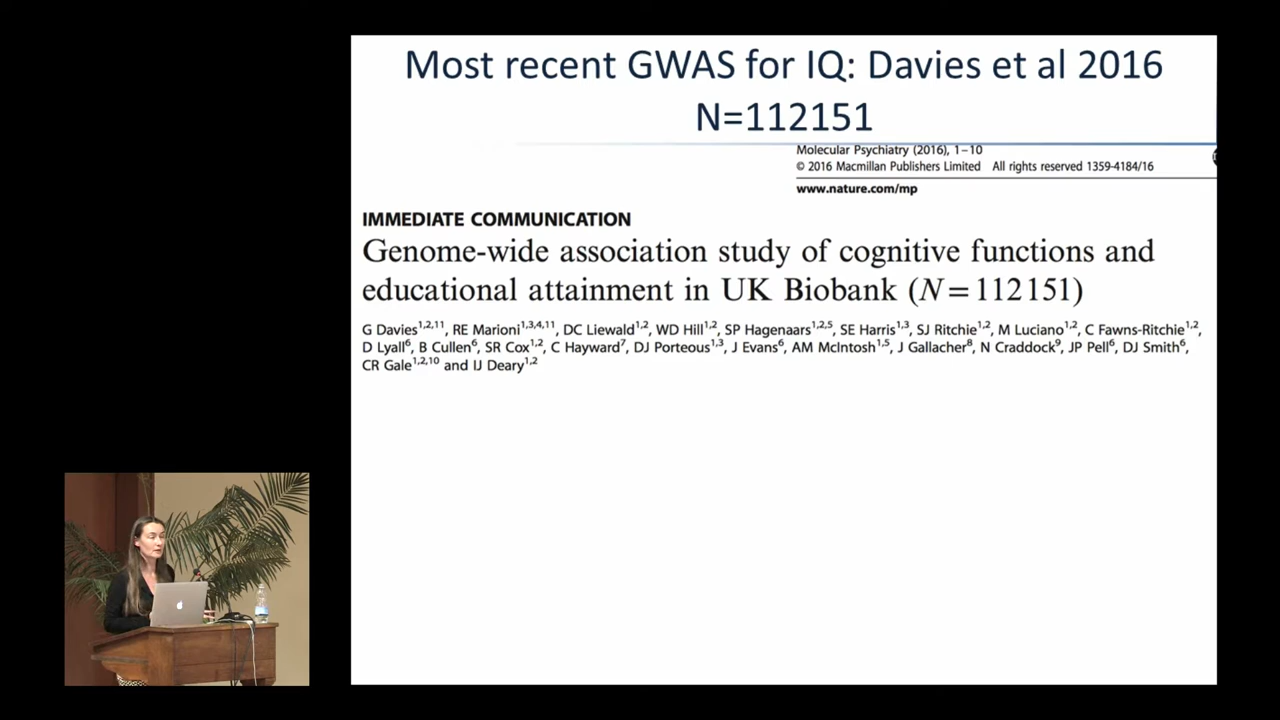 Most recent GWAS for IQ: Davies et al 2016
N=112151
Molecular Psychiatry (2016), 1–10
© 2016 Macmillan Publishers Limited All rights reserved 1359-4184/16
www.nature.com/mp
IMMEDIATE COMMUNICATION
Genome-wide association study of cognitive functions and
educational attainment in UK Biobank (N=112 151)
G Davies1,2,11, RE Marioni1,3,4,11, DC Liewald1,2, WD Hill1,2, SP Hagenaars1,2,5, SE Harris1,3, SJ Ritchie1,2, M Luciano1,2, C Fawns-Ritchie1,2,
D Lyall6, B Cullen6, SR Cox1,2, C Hayward7, DJ Porteous1,3, J Evans6, AM McIntosh1,5, J Gallacher8, N Craddock9, JP Pell6, DJ Smith6,
CR Gale1,2,10 and IJ Deary1,2